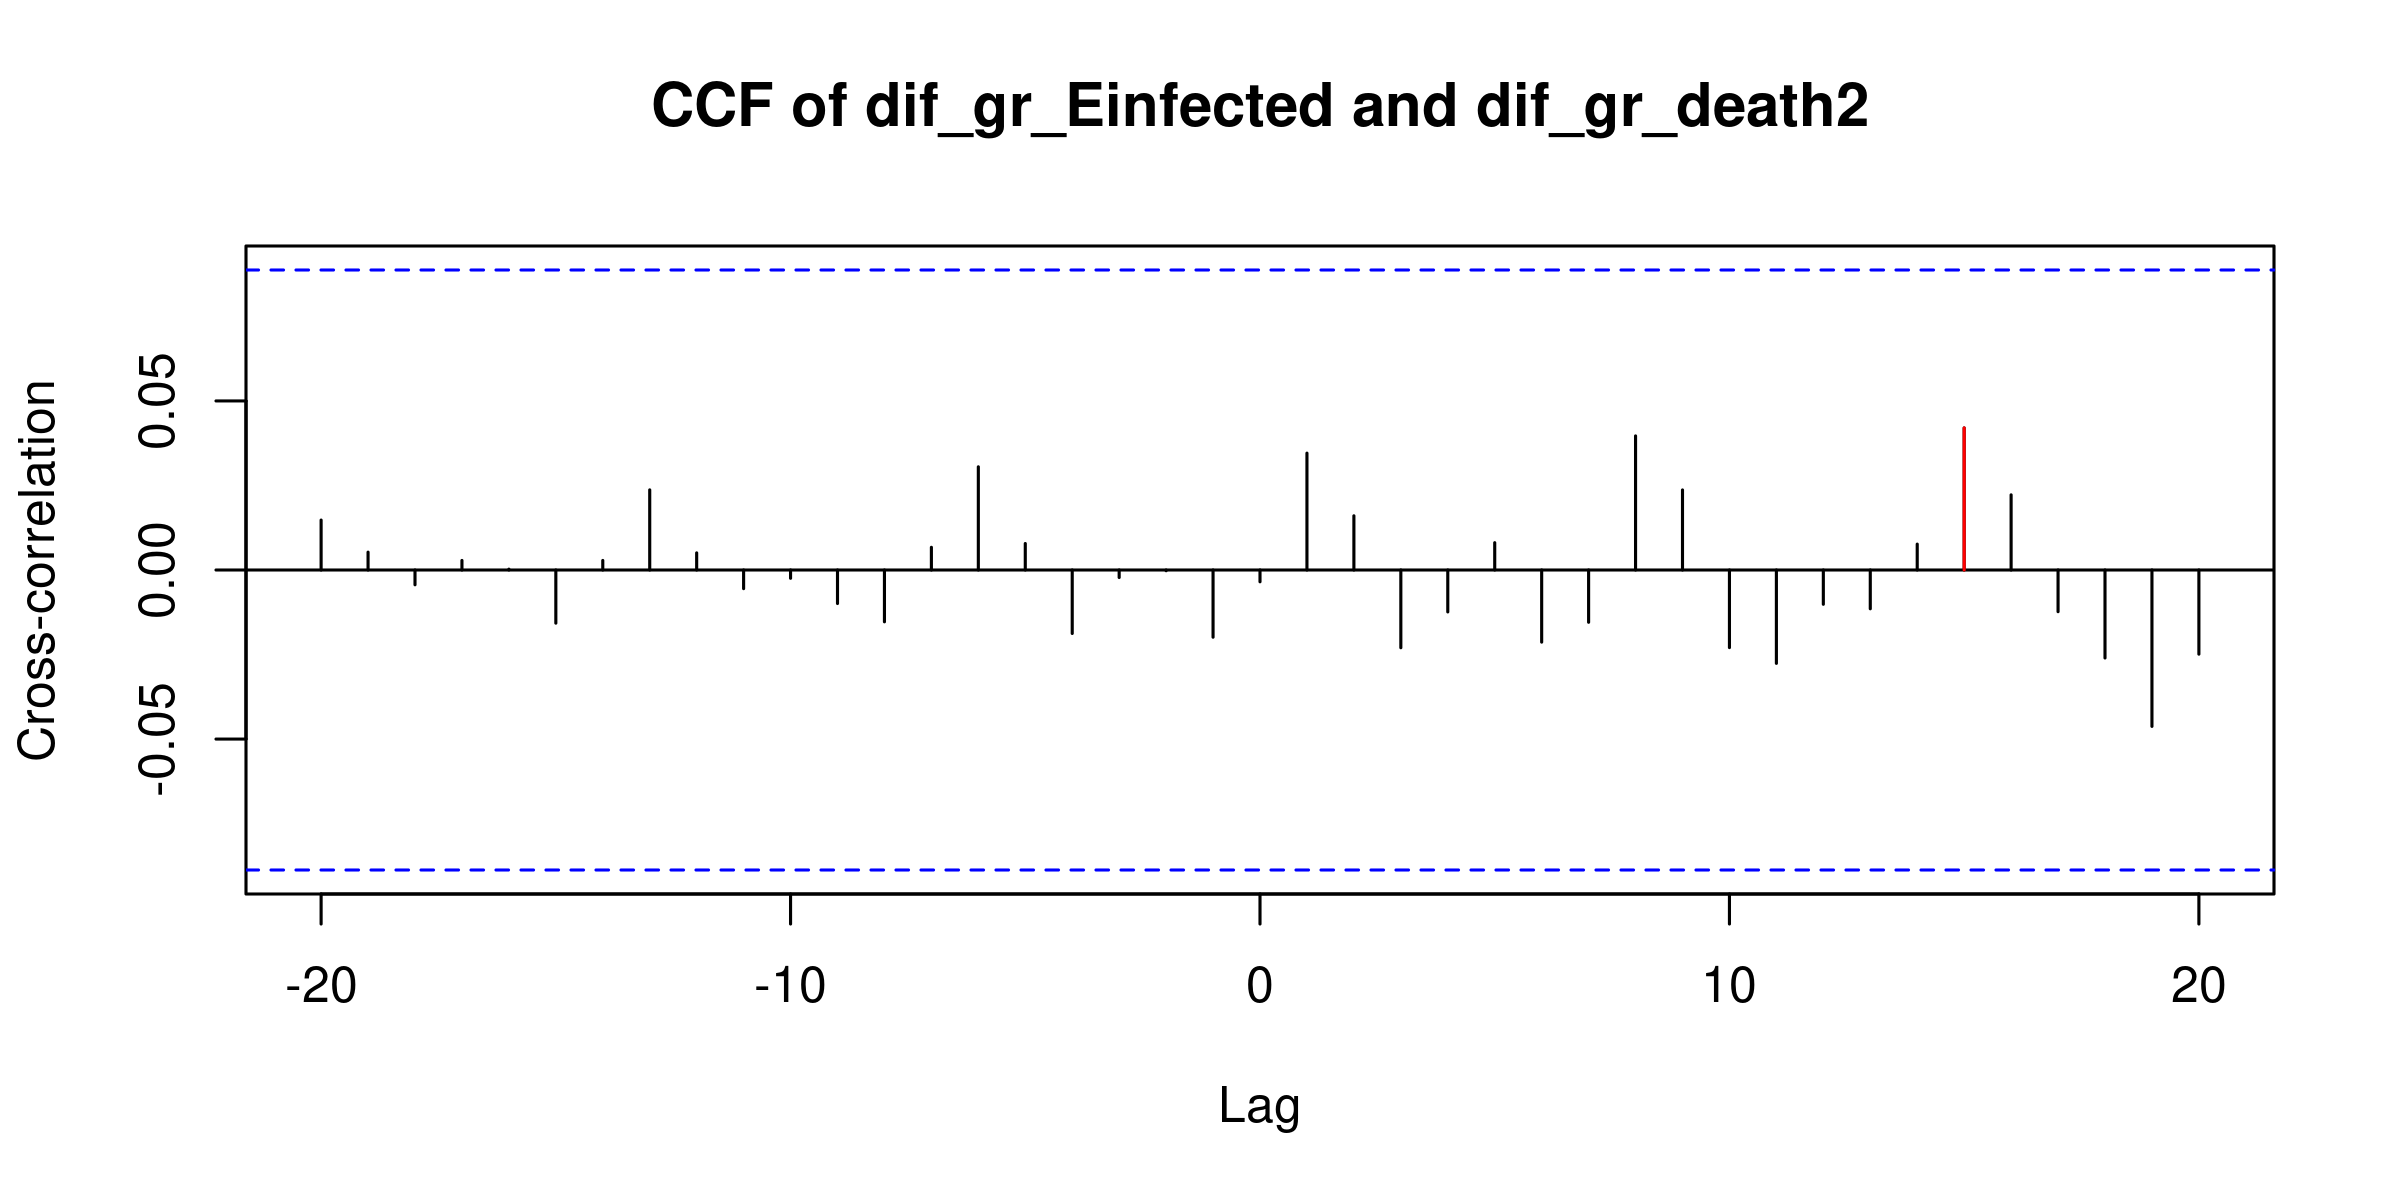 CCF of dif_gr_Einfected and dif_gr_death2
Cross-correlation
0.05
0.00
-0.05
-20 -10 0 10 20
Lag